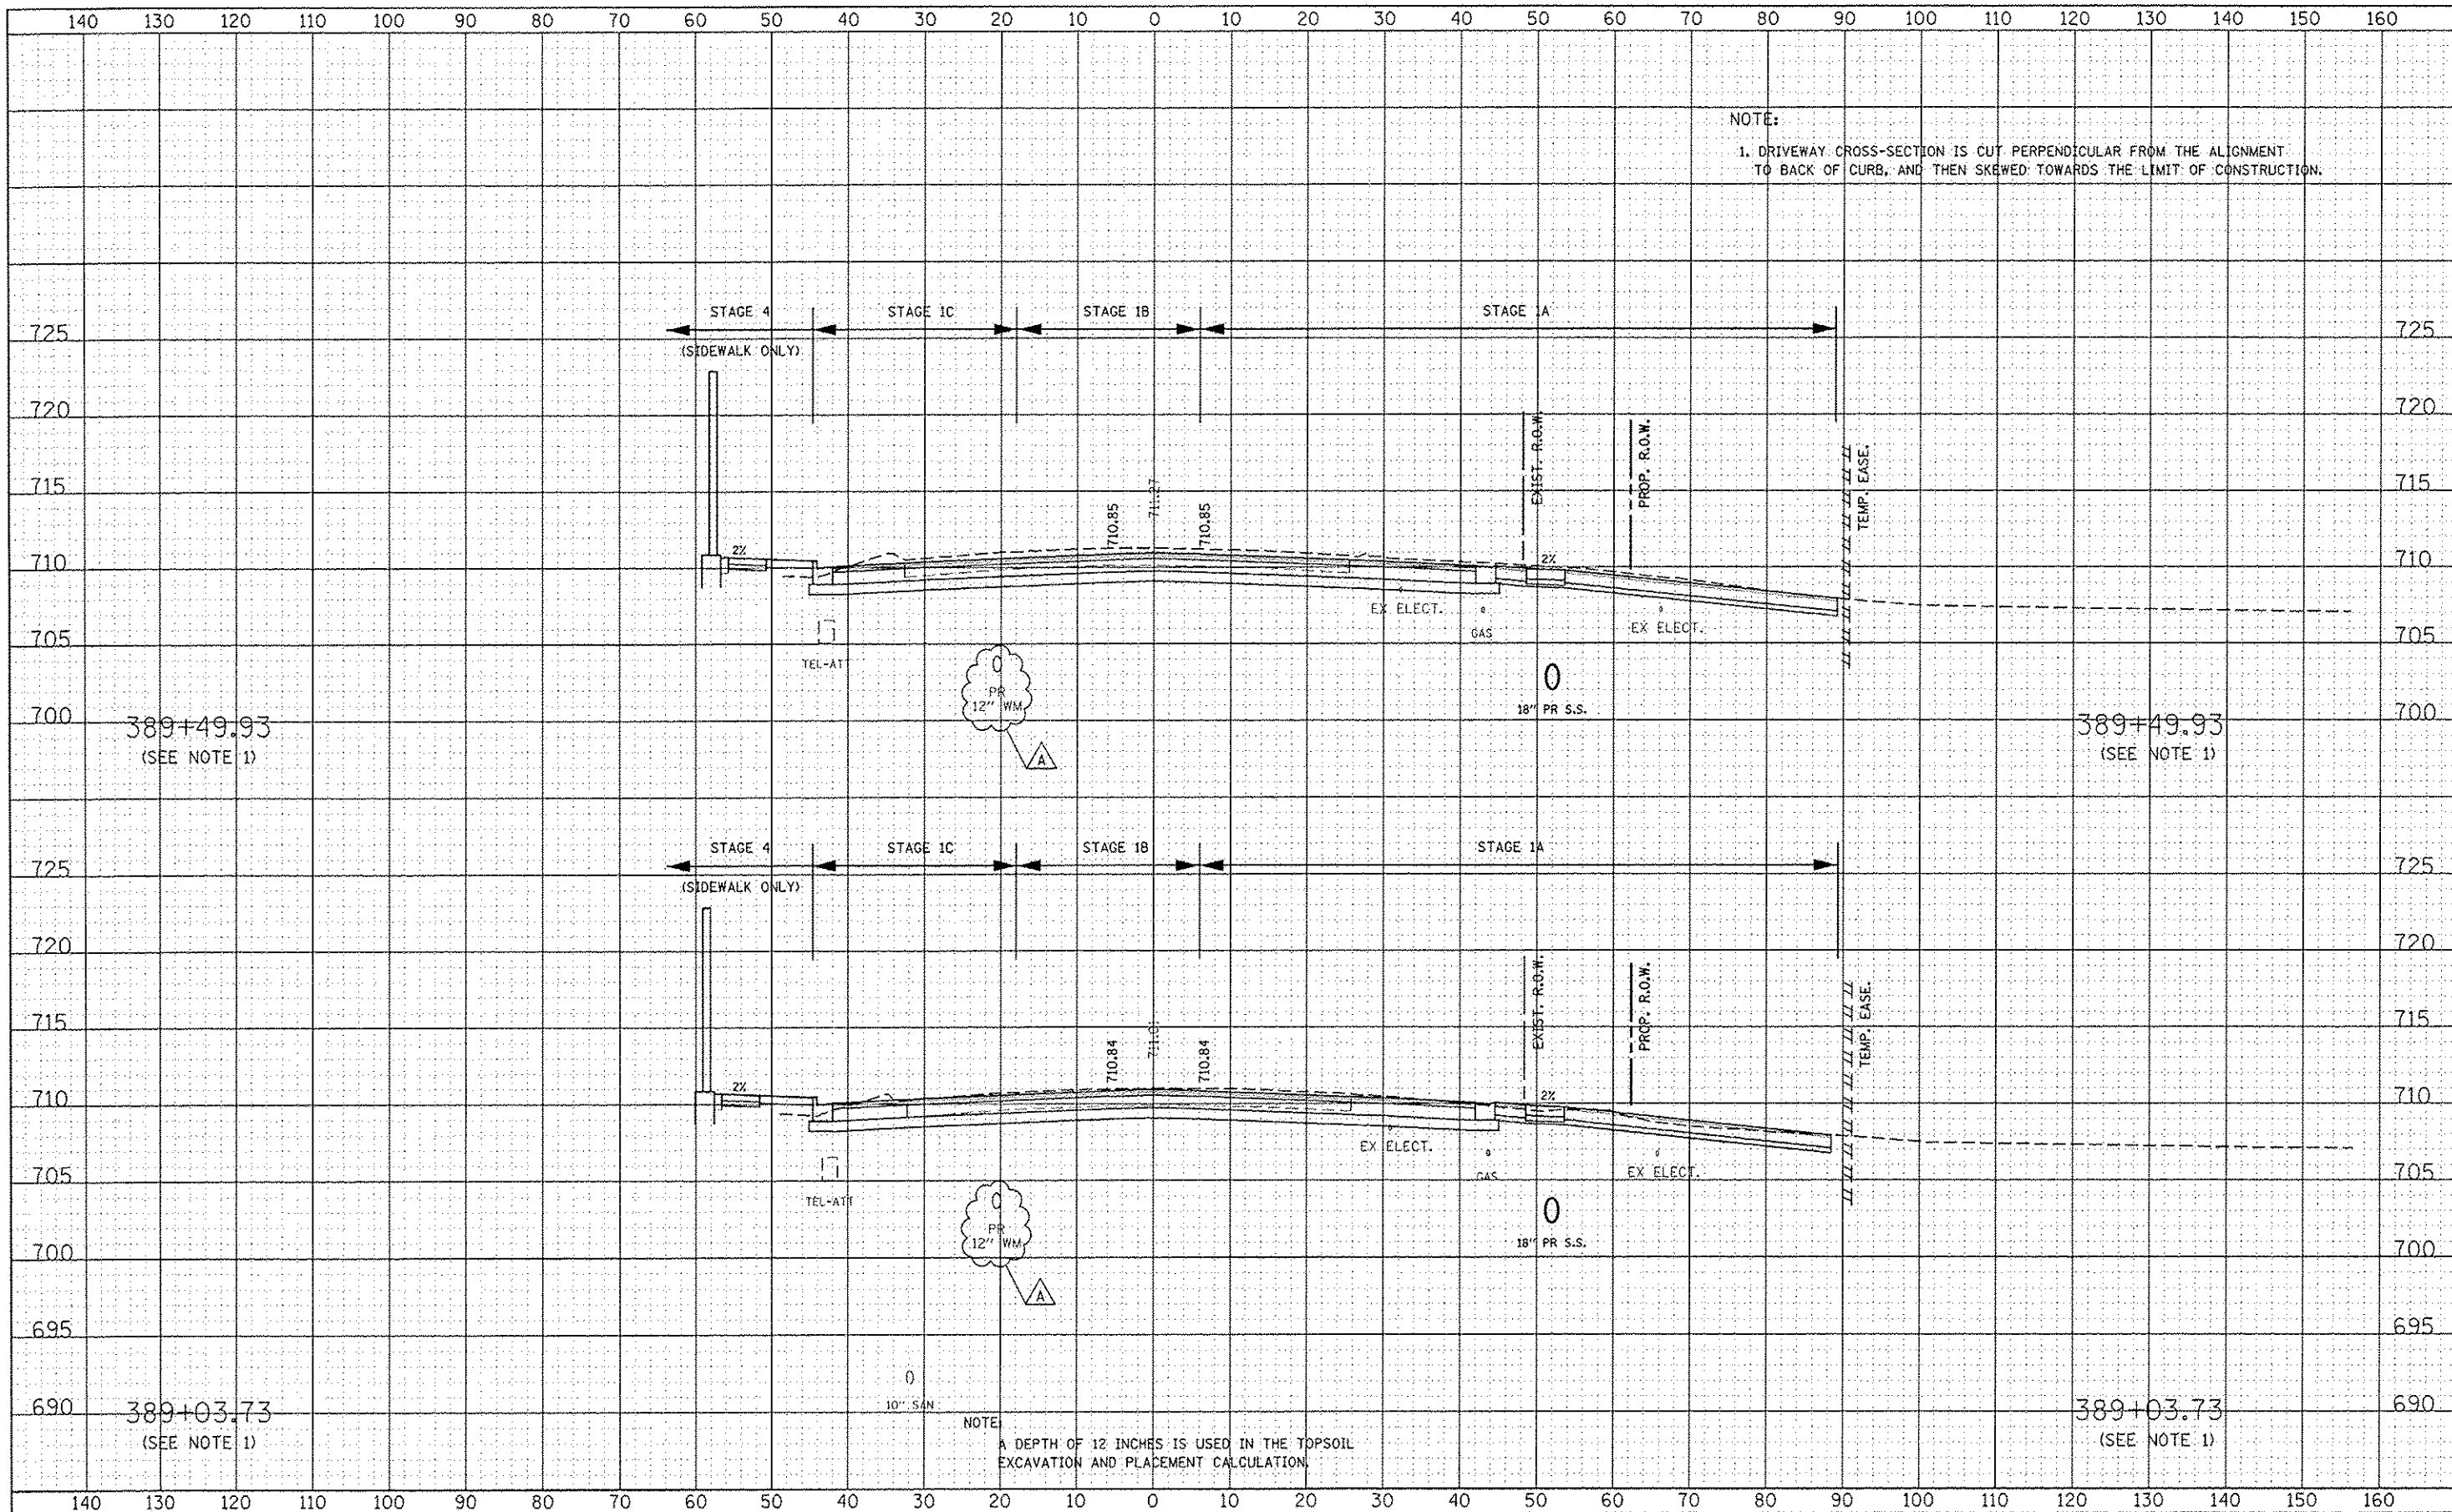 140 130 120 110 100 90 80 70 60 50 40 30 20 10 0 10 20 30 40 50 60 70 80 90 100 110 120 130 140 150 160
NOTE:
1. DRIVEWAY CROSS-SECTION IS CUT PERPENDICULAR FROM THE ALIGNMENT
TO BACK OF CURB, AND THEN SKEWED TOWARDS THE LIMIT OF CONSTRUCTION.
STAGE 4 STAGE 1C STAGE 1B STAGE 1A
725 725
(SIDEWALK ONLY)
720 720
EXIST. R.O.W.
PROP. R.O.W.
TEMP. EASE.
715 715
710.85 711.27 710.85
2% 2%
710 710
EX ELECT. GAS EX ELECT.
705 705
TEL-ATT
PR
12" WM
18" PR S.S.
700 700
389+49.93 389+49.93
(SEE NOTE 1) (SEE NOTE 1)
A
STAGE 4 STAGE 1C STAGE 1B STAGE 1A
725 725
(SIDEWALK ONLY)
720 720
EXIST. R.O.W.
PROP. R.O.W.
TEMP. EASE.
715 715
710.84 710.84
2% 2%
710 710
EX ELECT. GAS EX ELECT.
705 705
TEL-ATT
PR
12" WM
18" PR S.S.
700 700
A
695 695
10" SAN
690 690
389+03.73 389+03.73
(SEE NOTE 1) (SEE NOTE 1)
NOTE:
A DEPTH OF 12 INCHES IS USED IN THE TOPSOIL
EXCAVATION AND PLACEMENT CALCULATION.
140 130 120 110 100 90 80 70 60 50 40 30 20 10 0 10 20 30 40 50 60 70 80 90 100 110 120 130 140 150 160